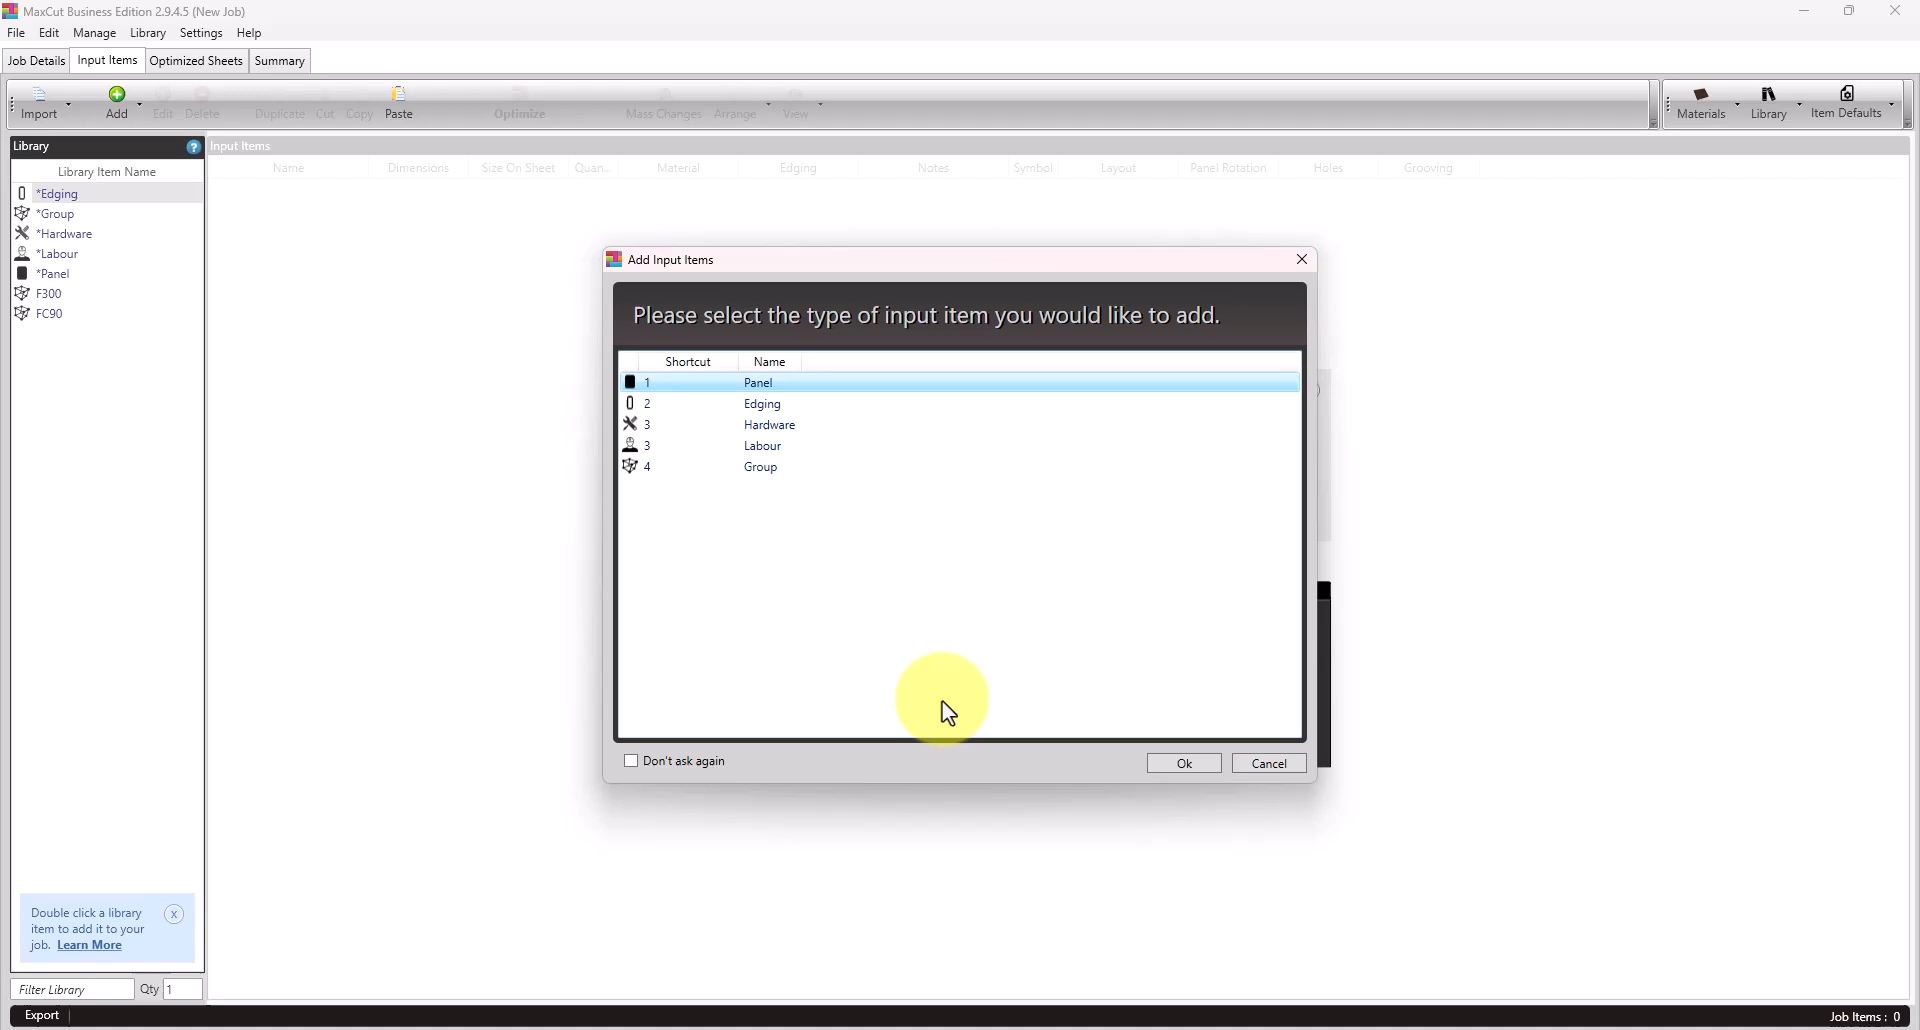 MaxCut Business Edition 2.9.4.5 (New Job)
File Edit Manage Library Settings Help
Job Details Input Items Optimized Sheets Summary
Import Add Edit Delete Duplicate Cut Copy Paste Optimize Mass Changes Arrange View Materials Library Item Defaults
Library ?
Input Items
Library Item Name
Name Dimensions Size On Sheet Quan... Material Edging Notes Symbol Layout Panel Rotation Holes Grooving
*Edging
*Group
*Hardware
*Labour
*Panel
F300
FC90
Add Input Items
Please select the type of input item you would like to add.
Shortcut Name
1 Panel
2 Edging
3 Hardware
3 Labour
4 Group
Don't ask again
Ok Cancel
Double click a library
item to add it to your
job. Learn More
x
Filter Library Qty 1
Export
Job Items : 0